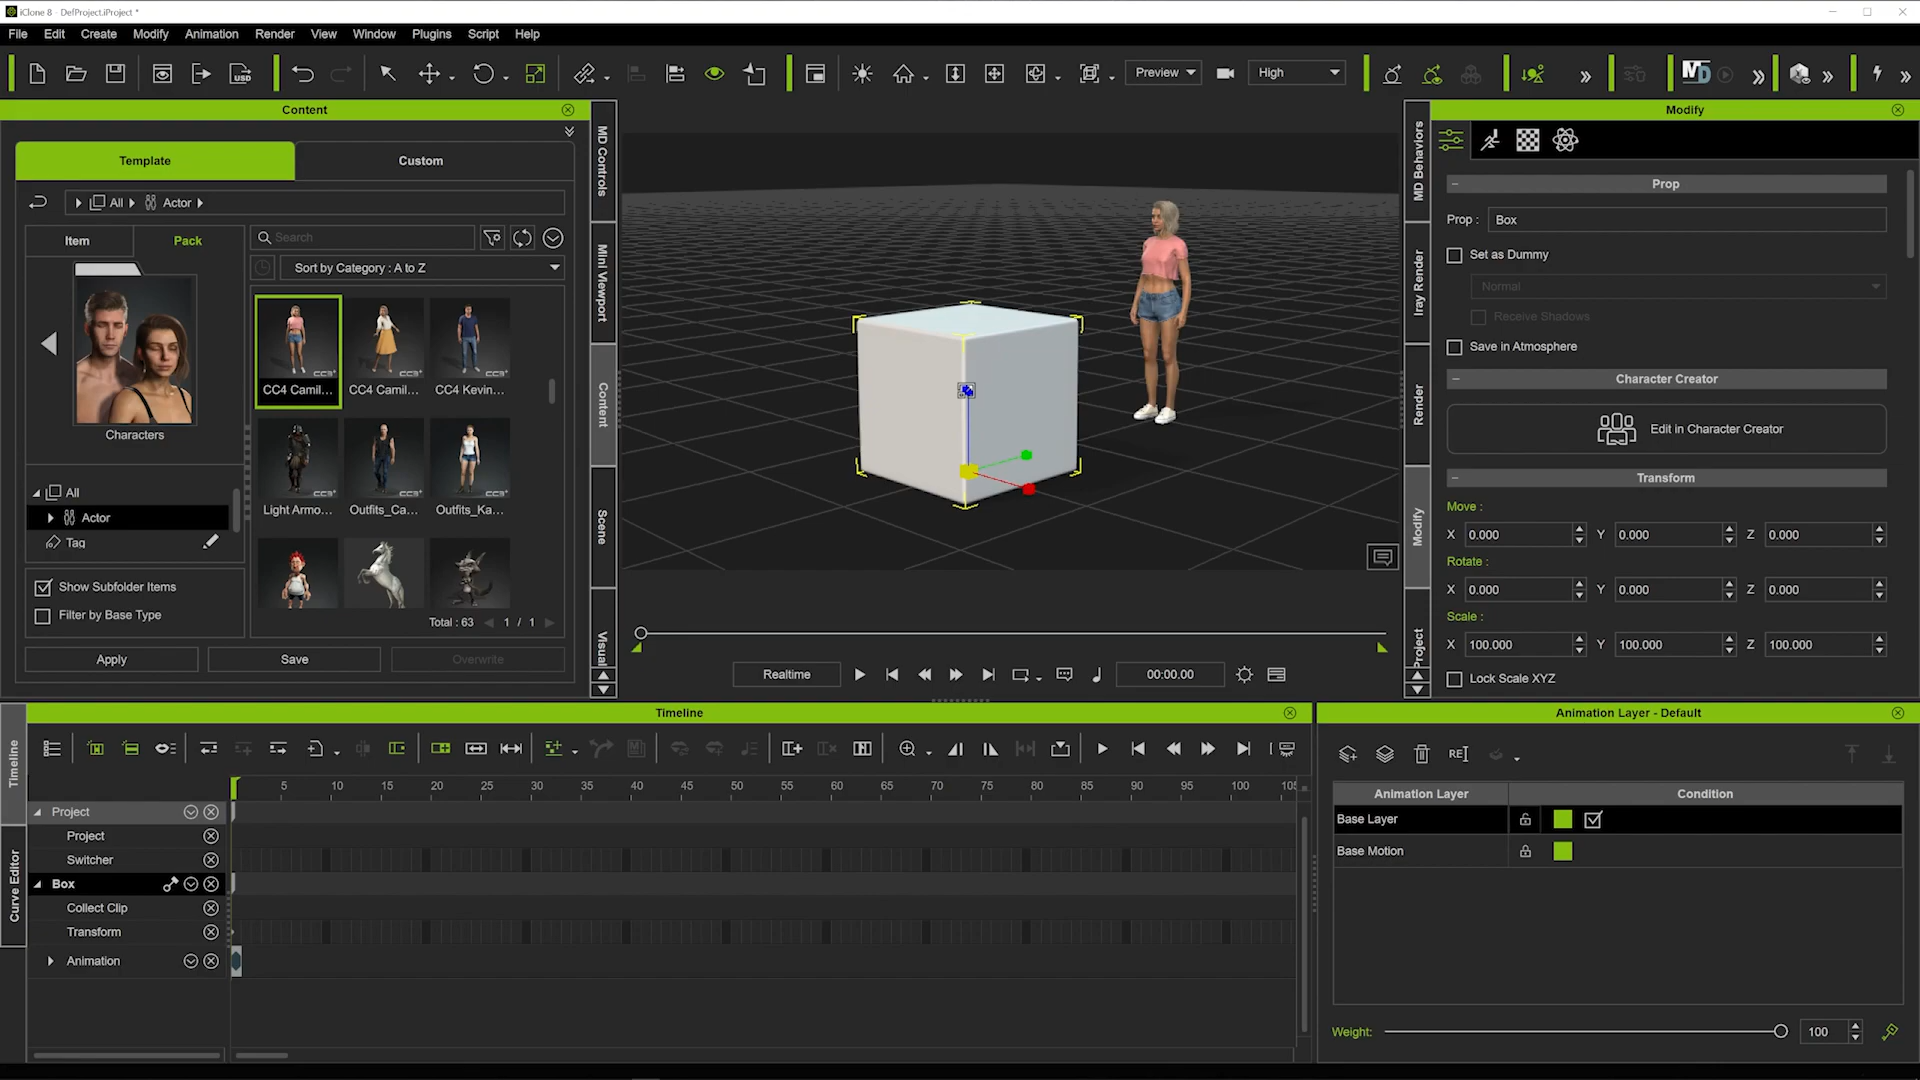 iClone 8 - DefProject.iProject *
File Edit Create Modify Animation Render View Window Plugins Script Help
USD
Preview
High
MD
Content
Template
Custom
All
Actor
Item
Pack
Search
Sort by Category : A to Z
Characters
CC4 Camil...
CC4 Camil...
CC4 Kevin...
CC3+
CC3+
CC3+
Light Armo...
Outfits_Ca...
Outfits_Ka...
All
Actor
Tag
Show Subfolder Items
Filter by Base Type
Total : 63
1 / 1
Apply
Save
Overwrite
MD Controls
Mini Viewport
Content
Scene
Visual
Realtime
00:00.00
MD Behaviors
Iray Render
Render
Modify
Project
Modify
Prop
Prop : Box
Set as Dummy
Normal
Receive Shadows
Save in Atmosphere
Character Creator
Edit in Character Creator
Transform
Move :
X 0.000 Y 0.000 Z 0.000
Rotate :
X 0.000 Y 0.000 Z 0.000
Scale :
X 100.000 Y 100.000 Z 100.000
Lock Scale XYZ
Timeline
Timeline
Curve Editor
5 10 15 20 25 30 35 40 45 50 55 60 65 70 75 80 85 90 95 100
Project
Project
Switcher
Box
Collect Clip
Transform
Animation
Animation Layer - Default
REI
Animation Layer
Condition
Base Layer
Base Motion
Weight:
100